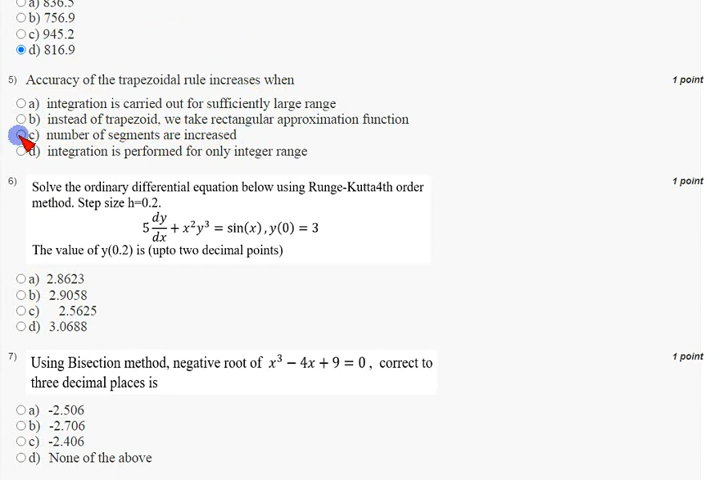 a) 836.5
b) 756.9
c) 945.2
d) 816.9
5) Accuracy of the trapezoidal rule increases when
1 point
a) integration is carried out for sufficiently large range
b) instead of trapezoid, we take rectangular approximation function
c) number of segments are increased
d) integration is performed for only integer range
6) Solve the ordinary differential equation below using Runge-Kutta4th order
1 point
method. Step size h=0.2.
5 dy/dx + x²y³ = sin(x), y(0) = 3
The value of y(0.2) is (upto two decimal points)
a) 2.8623
b) 2.9058
c) 2.5625
d) 3.0688
7) Using Bisection method, negative root of x³ − 4x + 9 = 0 , correct to
1 point
three decimal places is
a) -2.506
b) -2.706
c) -2.406
d) None of the above